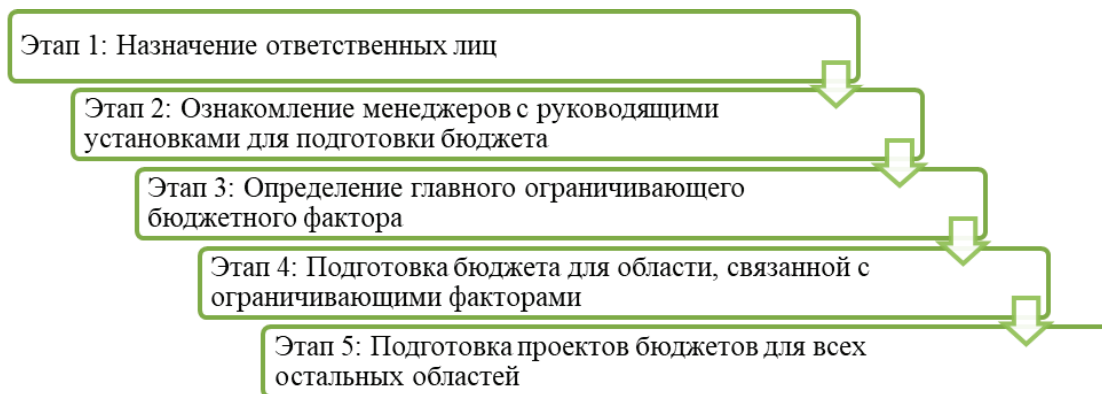 Этап 1: Назначение ответственных лиц
Этап 2: Ознакомление менеджеров с руководящими
установками для подготовки бюджета
Этап 3: Определение главного ограничивающего
бюджетного фактора
Этап 4: Подготовка бюджета для области, связанной с
ограничивающими факторами
Этап 5: Подготовка проектов бюджетов для всех
остальных областей